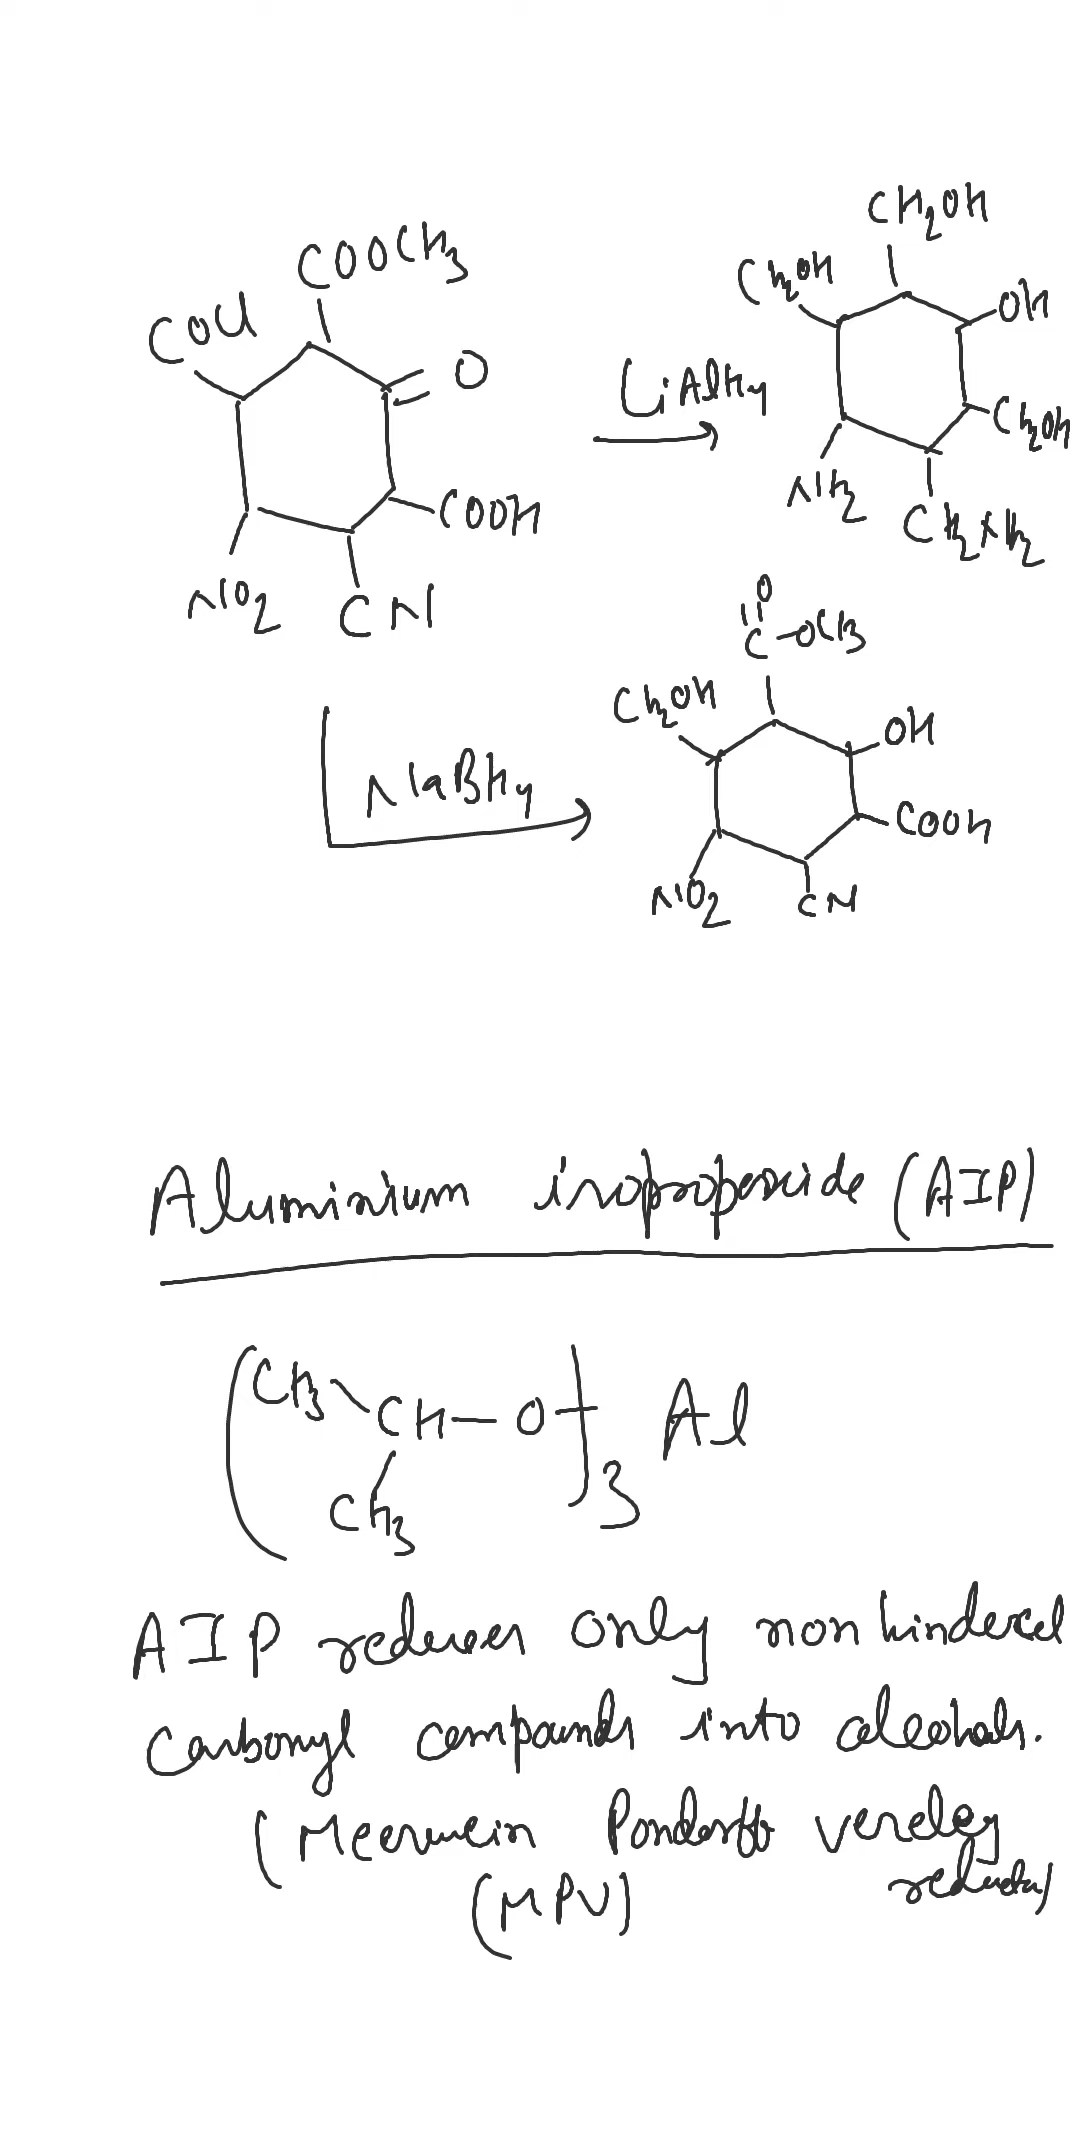 COOCH3
COCl
O
COOH
NO2
CN
LiAlH4
CH2OH
CH2OH
OH
CH2OH
NH2
CH2NH2
NaBH4
O
C-OCH3
CH2OH
OH
COOH
NO2
CN
Aluminium isopropoxide (AIP)
(CH3
CH-O)3 Al
CH3
AIP reduces only non hindered
carbonyl compounds into alcohols.
(Meerwein Pondorff verley
reduction)
(MPV)